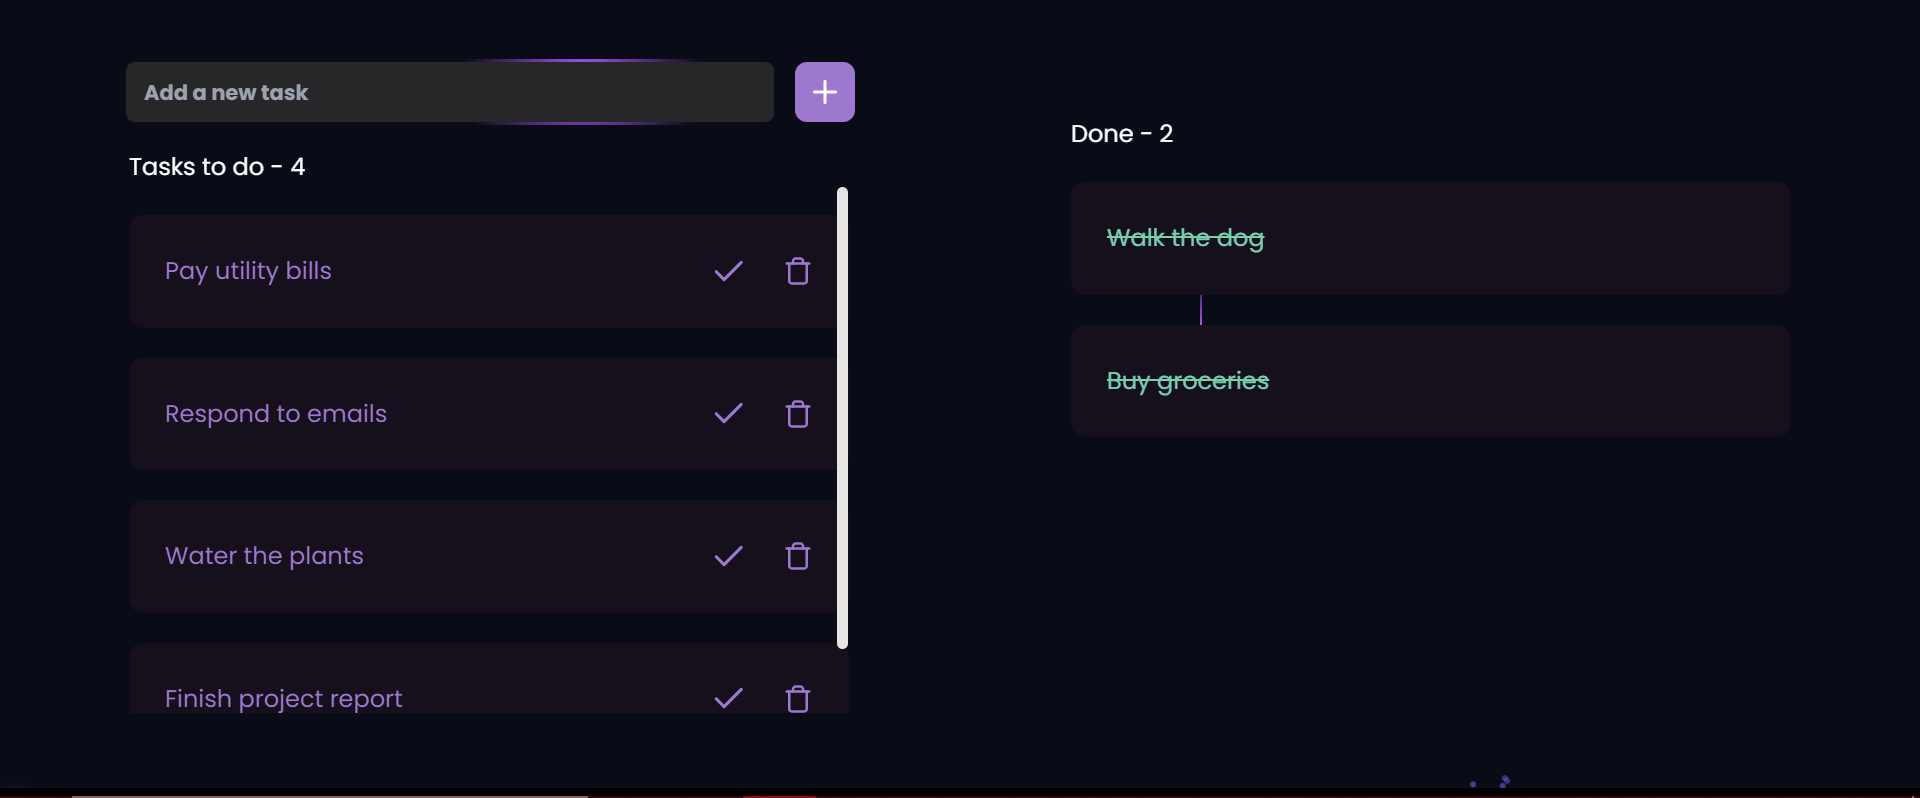 Add a new task
Tasks to do - 4
Pay utility bills
Respond to emails
Water the plants
Finish project report
Done - 2
Walk the dog
Buy groceries